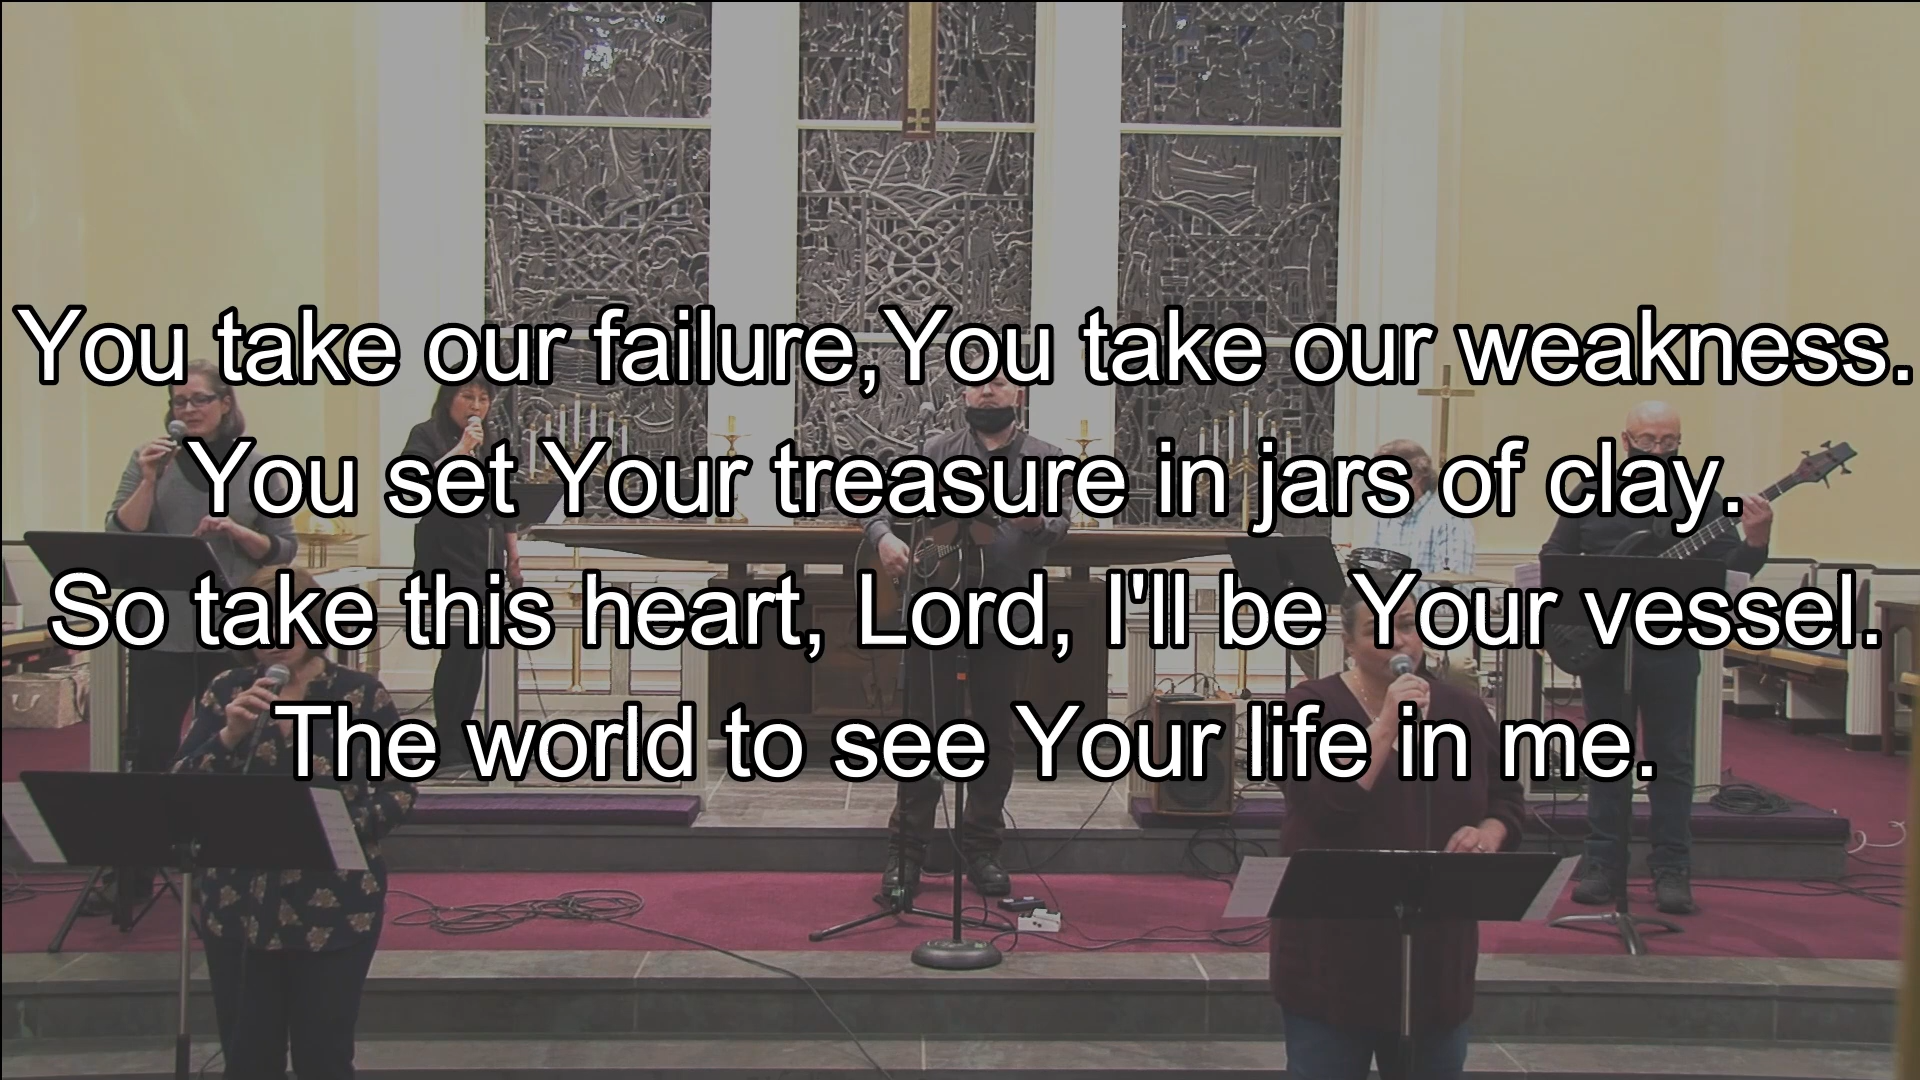 You take our failure,You take our weakness.
You set Your treasure in jars of clay.
So take this heart, Lord, I'll be Your vessel.
The world to see Your life in me.